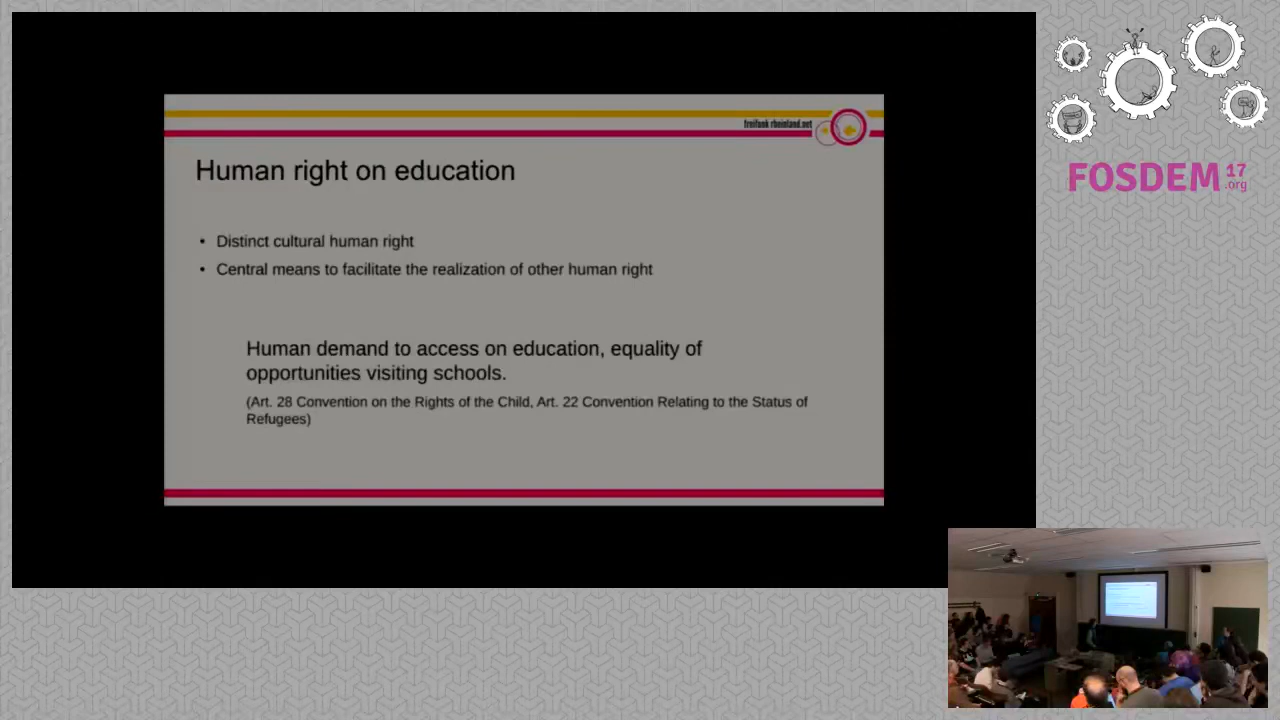 freifunk rheinland.net
Human right on education
• Distinct cultural human right
• Central means to facilitate the realization of other human right
Human demand to access on education, equality of
opportunities visiting schools.
(Art. 28 Convention on the Rights of the Child, Art. 22 Convention Relating to the Status of
Refugees)
FOSDEM 17
.org